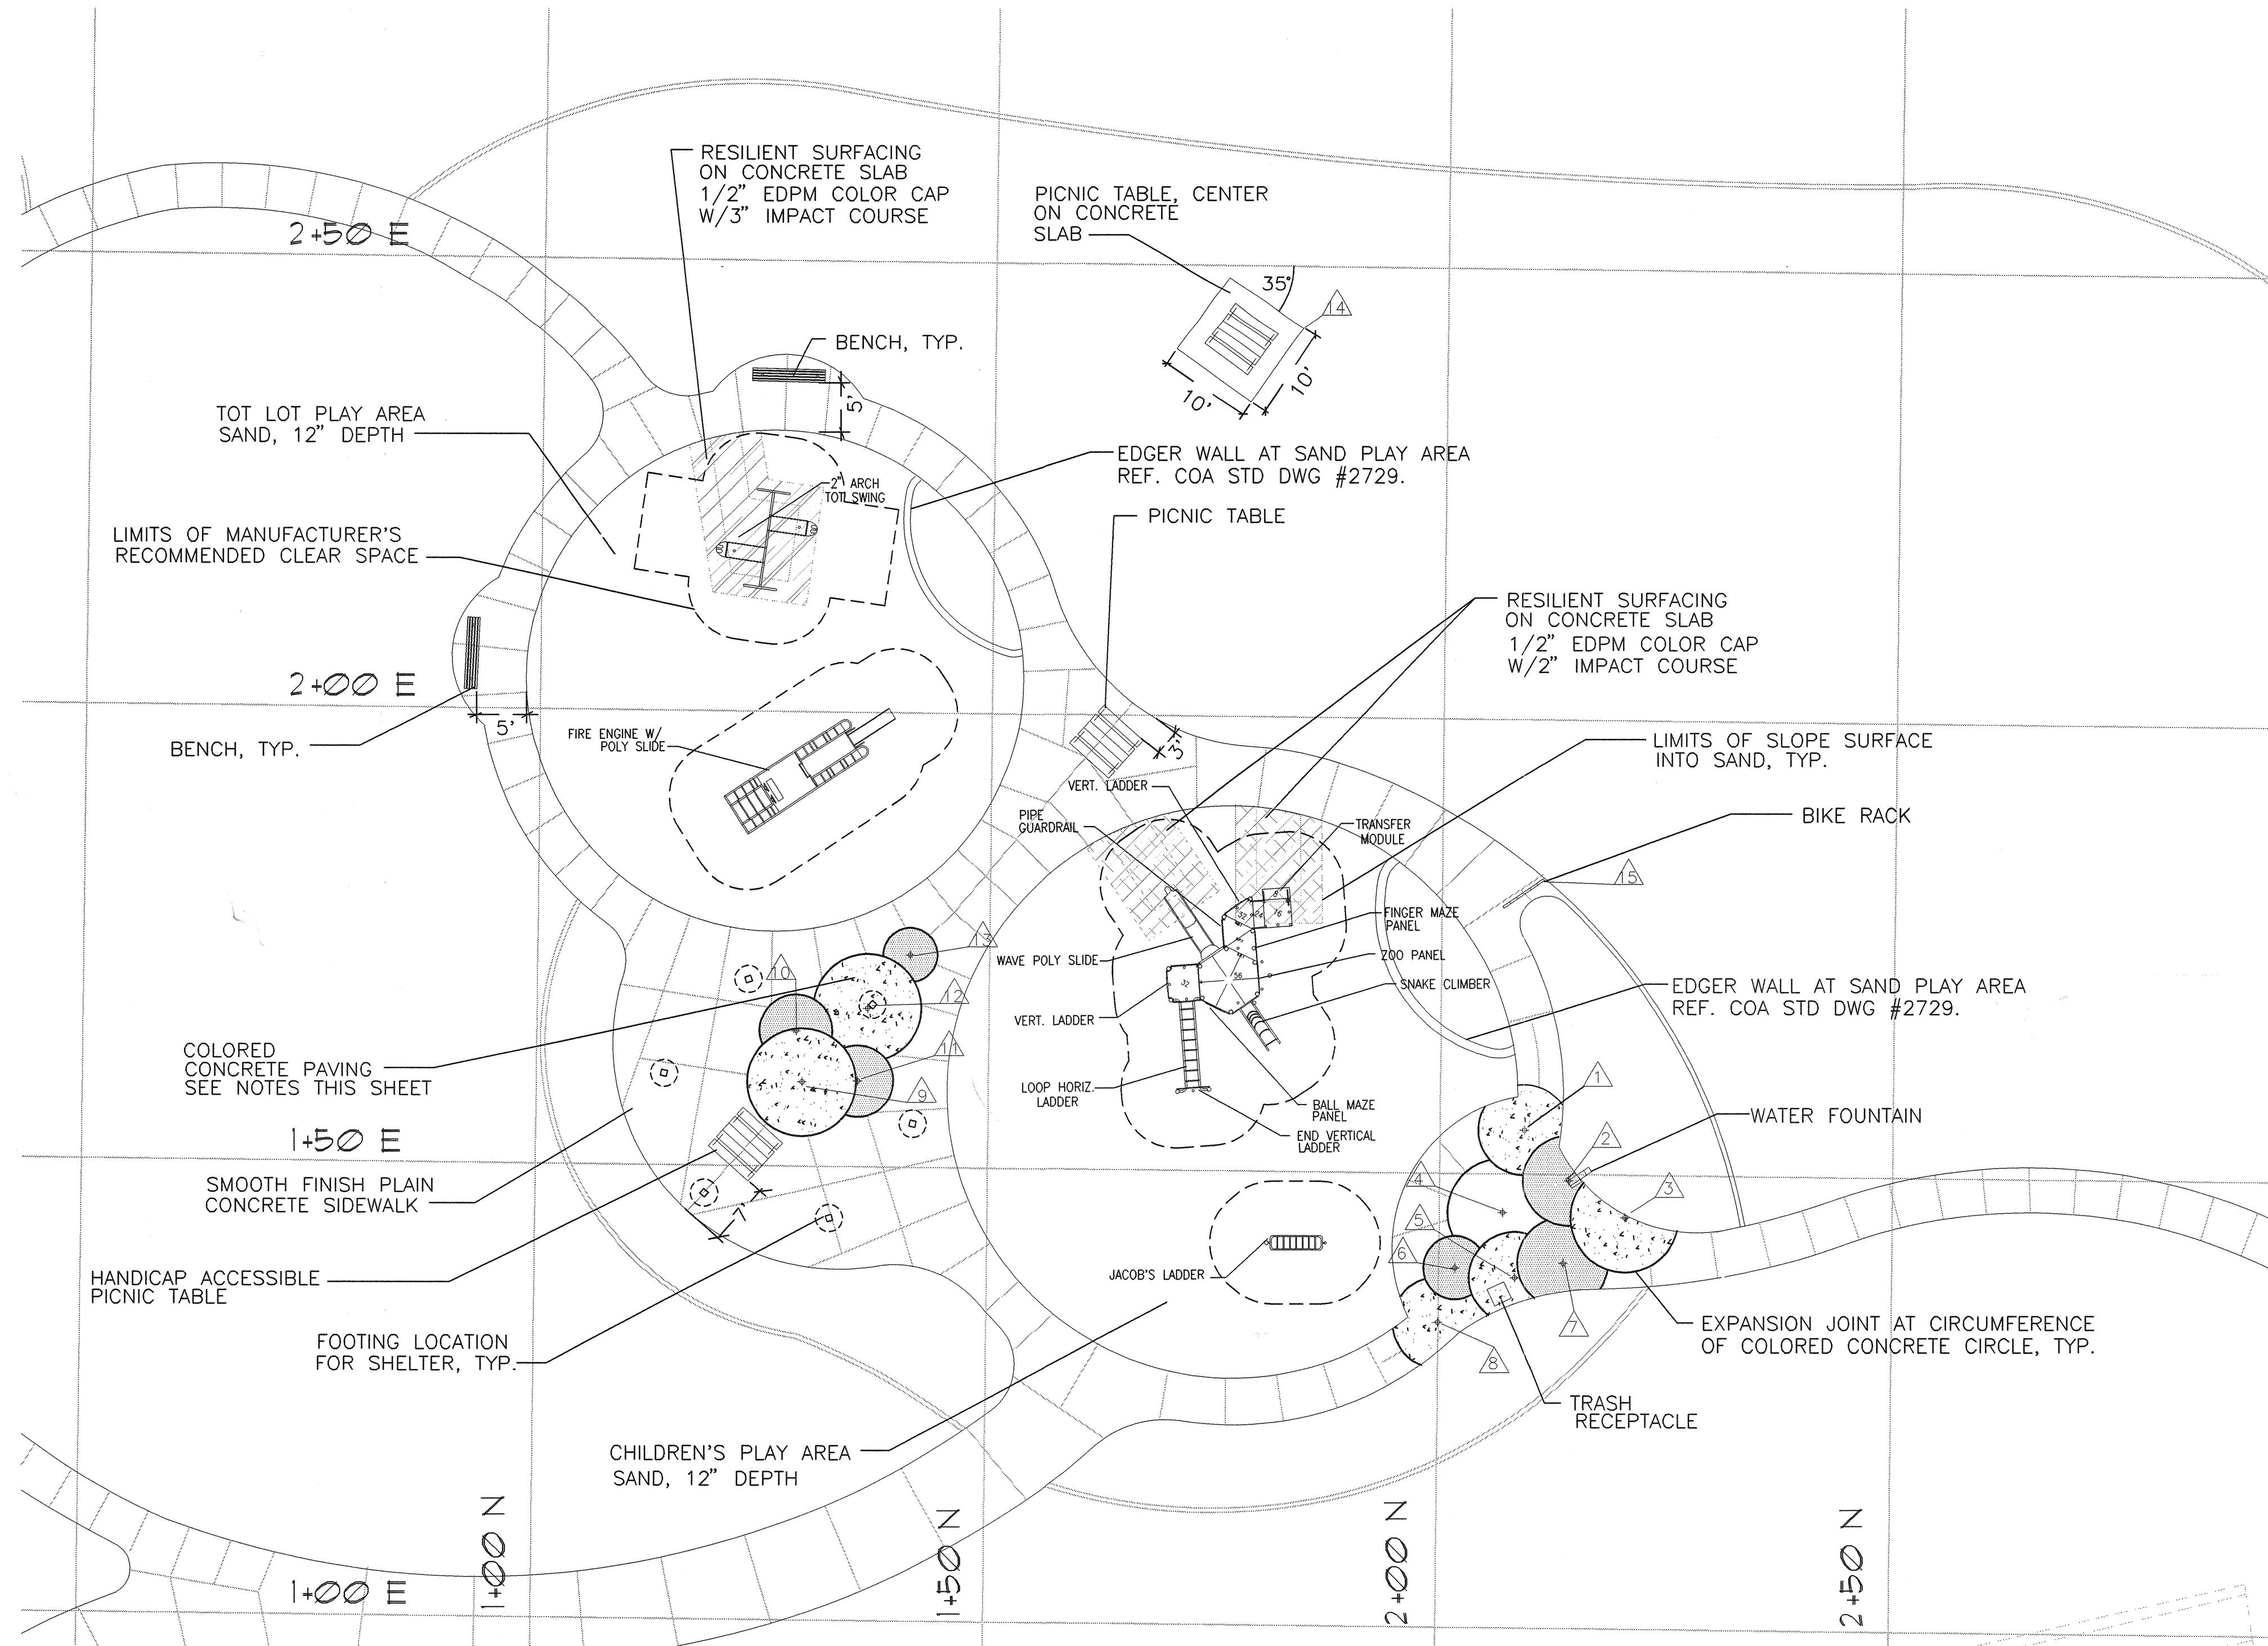 RESILIENT SURFACING
ON CONCRETE SLAB
1/2" EDPM COLOR CAP
W/3" IMPACT COURSE
PICNIC TABLE, CENTER
ON CONCRETE
SLAB
2+50 E
35°
14
10'
10'
BENCH, TYP.
5'
TOT LOT PLAY AREA
SAND, 12" DEPTH
EDGER WALL AT SAND PLAY AREA
REF. COA STD DWG #2729.
2" ARCH
TOT SWING
PICNIC TABLE
LIMITS OF MANUFACTURER'S
RECOMMENDED CLEAR SPACE
RESILIENT SURFACING
ON CONCRETE SLAB
1/2" EDPM COLOR CAP
W/2" IMPACT COURSE
2+00 E
5'
BENCH, TYP.
FIRE ENGINE W/
POLY SLIDE
3'
LIMITS OF SLOPE SURFACE
INTO SAND, TYP.
VERT. LADDER
PIPE
GUARDRAIL
TRANSFER
MODULE
BIKE RACK
15
8
32
24
16
FINGER MAZE
PANEL
13
WAVE POLY SLIDE
ZOO PANEL
10
56
32
SNAKE CLIMBER
EDGER WALL AT SAND PLAY AREA
REF. COA STD DWG #2729.
12
VERT. LADDER
11
COLORED
CONCRETE PAVING
SEE NOTES THIS SHEET
9
LOOP HORIZ.
LADDER
BALL MAZE
PANEL
1
WATER FOUNTAIN
1+50 E
END VERTICAL
LADDER
2
SMOOTH FINISH PLAIN
CONCRETE SIDEWALK
4
3
7'
5
6
HANDICAP ACCESSIBLE
PICNIC TABLE
JACOB'S LADDER
FOOTING LOCATION
FOR SHELTER, TYP.
7
EXPANSION JOINT AT CIRCUMFERENCE
OF COLORED CONCRETE CIRCLE, TYP.
8
TRASH
RECEPTACLE
CHILDREN'S PLAY AREA
SAND, 12" DEPTH
1+00 E
1+00 N
1+50 N
2+00 N
2+50 N